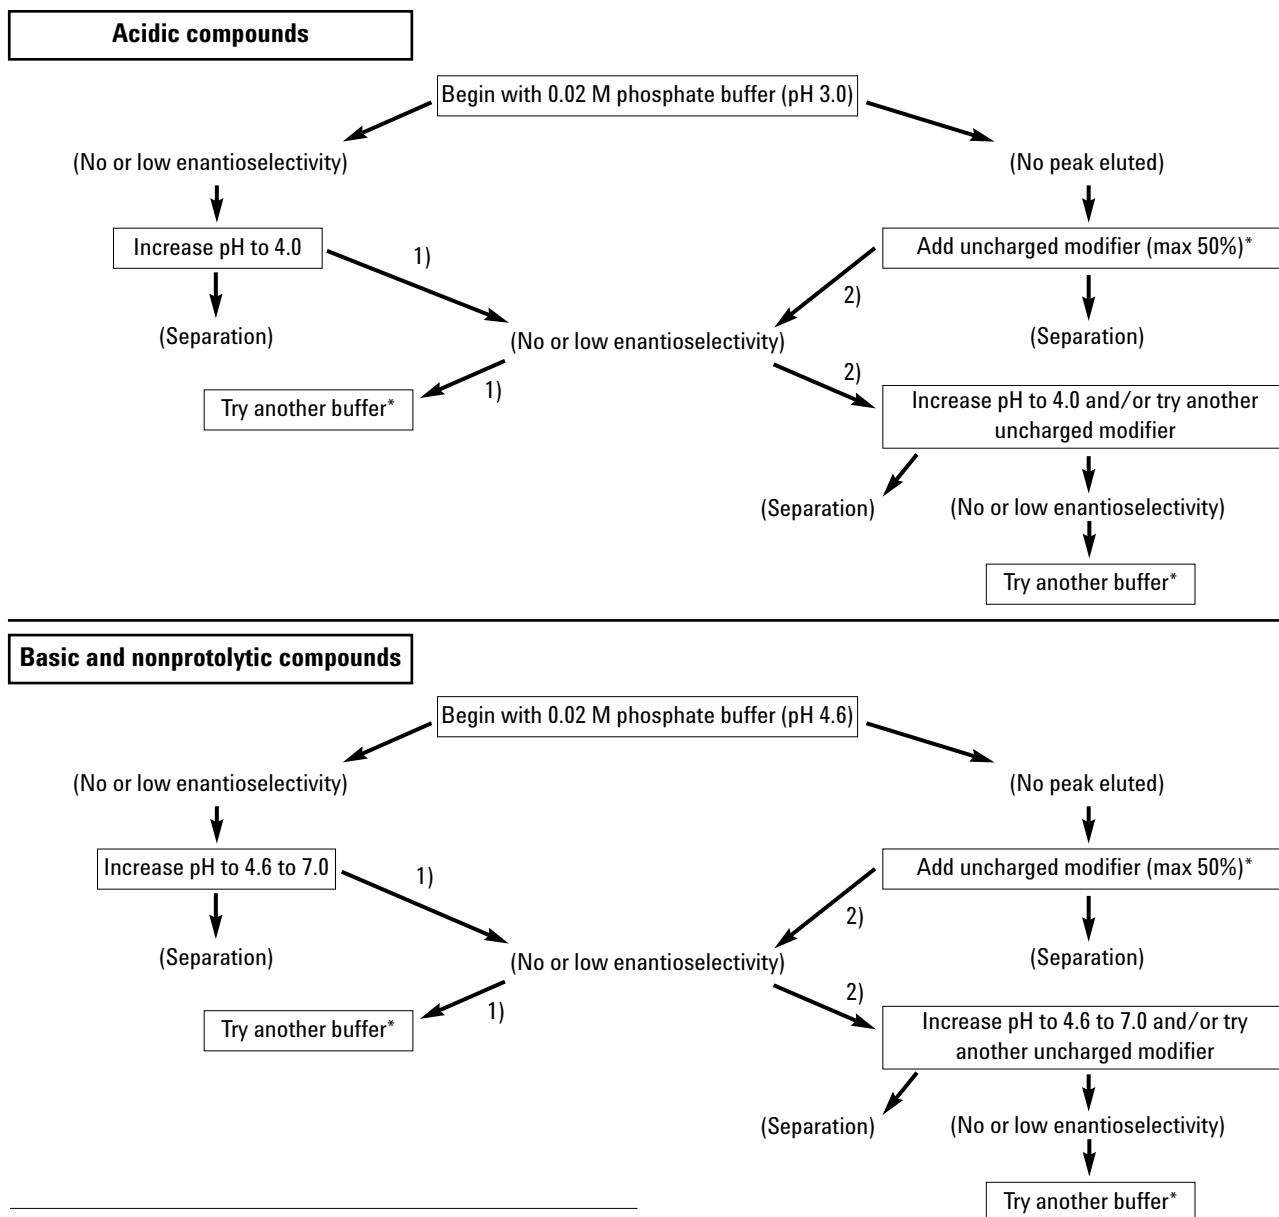 Acidic compounds
Begin with 0.02 M phosphate buffer (pH 3.0)
(No or low enantioselectivity)
(No peak eluted)
Increase pH to 4.0
1)
Add uncharged modifier (max 50%)*
2)
(Separation)
(No or low enantioselectivity)
(Separation)
1)
2)
Try another buffer*
Increase pH to 4.0 and/or try another
uncharged modifier
(Separation)
(No or low enantioselectivity)
Try another buffer*
Basic and nonprotolytic compounds
Begin with 0.02 M phosphate buffer (pH 4.6)
(No or low enantioselectivity)
(No peak eluted)
Increase pH to 4.6 to 7.0
1)
Add uncharged modifier (max 50%)*
2)
(Separation)
(No or low enantioselectivity)
(Separation)
1)
2)
Try another buffer*
Increase pH to 4.6 to 7.0 and/or try
another uncharged modifier
(Separation)
(No or low enantioselectivity)
Try another buffer*